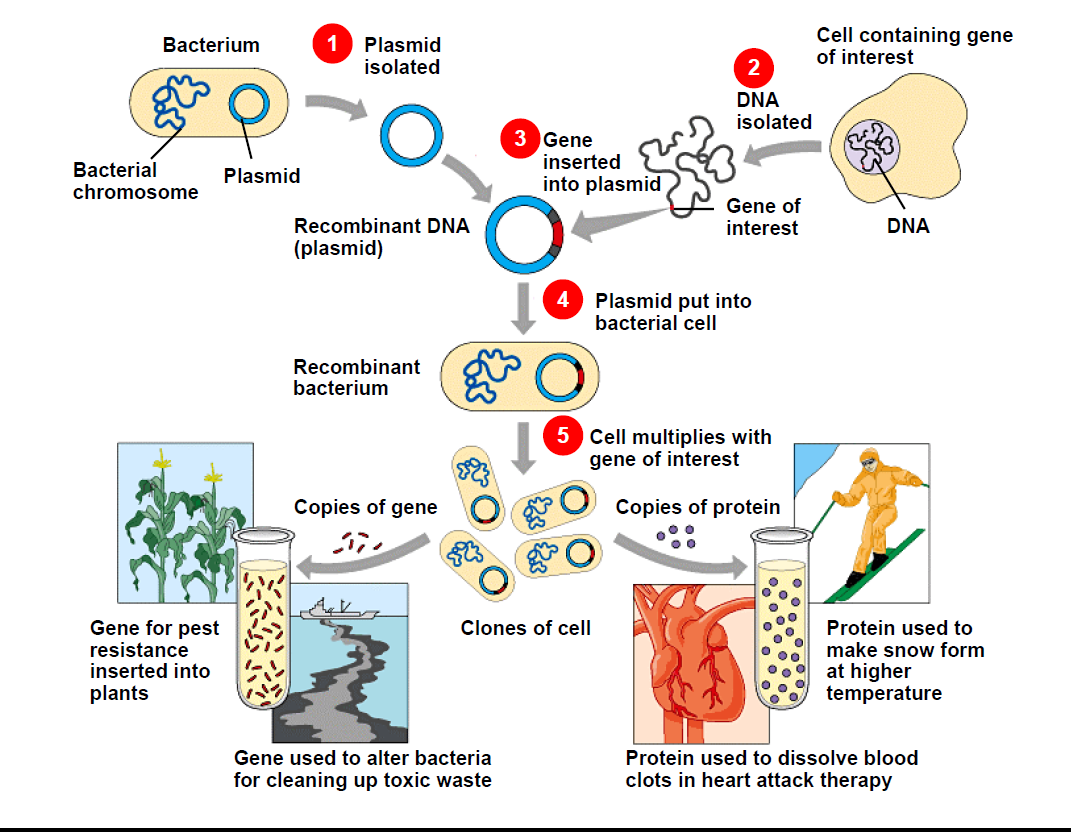 Bacterium
1
Plasmid
isolated
Bacterial
chromosome
Plasmid
2
DNA
isolated
Cell containing gene
of interest
DNA
3
Gene
inserted
into plasmid
Gene of
interest
Recombinant DNA
(plasmid)
4
Plasmid put into
bacterial cell
Recombinant
bacterium
5
Cell multiplies with
gene of interest
Copies of gene
Copies of protein
Clones of cell
Gene for pest
resistance
inserted into
plants
Gene used to alter bacteria
for cleaning up toxic waste
Protein used to dissolve blood
clots in heart attack therapy
Protein used to
make snow form
at higher
temperature